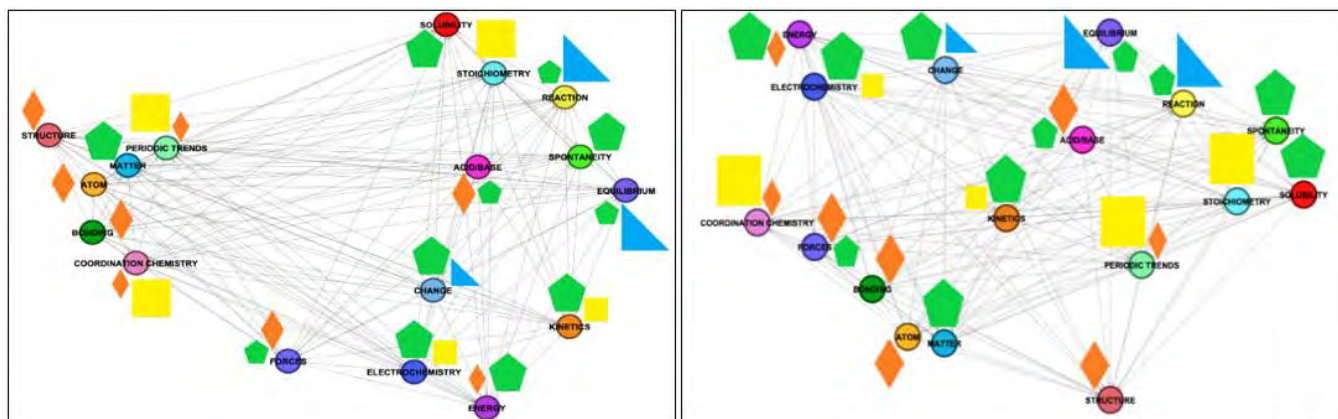 SOLUBILITY
STOICHIOMETRY
REACTION
STRUCTURE
PERIODIC TRENDS
MATTER
SPONTANEITY
ACID/BASE
ATOM
EQUILIBRIUM
BONDING
COORDINATION CHEMISTRY
CHANGE
KINETICS
FORCES
ELECTROCHEMISTRY
ENERGY
ENERGY
EQUILIBRIUM
CHANGE
ELECTROCHEMISTRY
REACTION
SPONTANEITY
ACID/BASE
SOLUBILITY
STOICHIOMETRY
COORDINATION CHEMISTRY
KINETICS
FORCES
PERIODIC TRENDS
BONDING
ATOM
MATTER
STRUCTURE